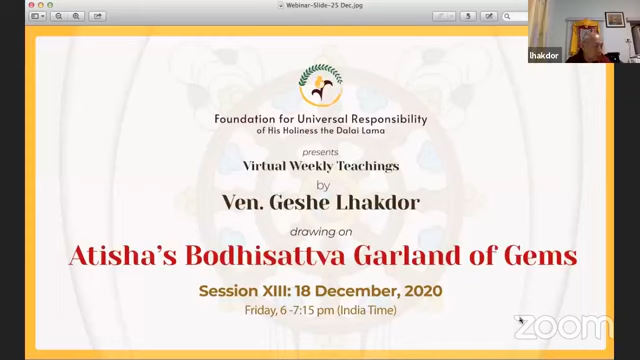 Webinar-Slide-25 Dec.jpg
lhakdor
Foundation for Universal Responsibility
of His Holiness the Dalai Lama
presents
Virtual Weekly Teachings
by
Ven. Geshe Lhakdor
drawing on
Atisha's Bodhisattva Garland of Gems
Session XIII: 18 December, 2020
Friday, 6 -7:15 pm (India Time)
zoom